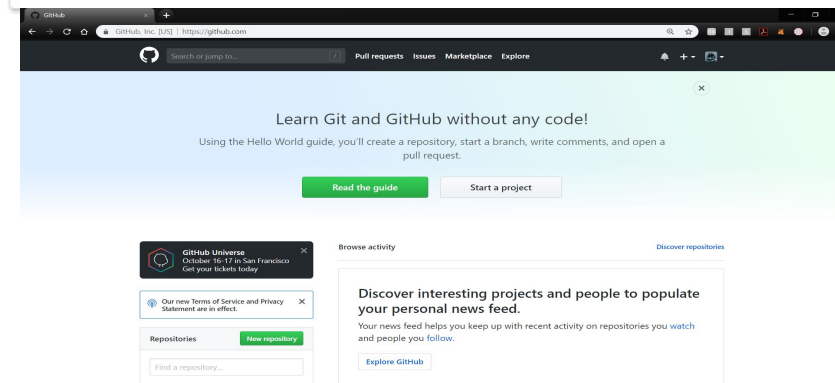 GitHub
GitHub, Inc. [US] | https://github.com
Search or jump to...
/
Pull requests Issues Marketplace Explore
Learn Git and GitHub without any code!
Using the Hello World guide, you'll create a repository, start a branch, write comments, and open a
pull request.
Read the guide
Start a project
GitHub Universe
October 16-17 in San Francisco
Get your tickets today
Our new Terms of Service and Privacy
Statement are in effect.
Repositories
New repository
Find a repository...
Browse activity
Discover repositories
Discover interesting projects and people to populate
your personal news feed.
Your news feed helps you keep up with recent activity on repositories you watch
and people you follow.
Explore GitHub